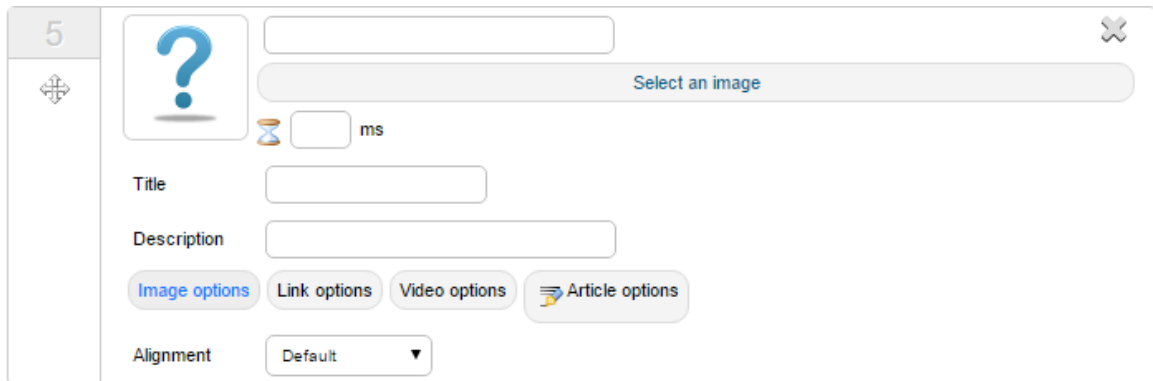 5
Select an image
ms
Title
Description
Image options Link options Video options Article options
Alignment Default